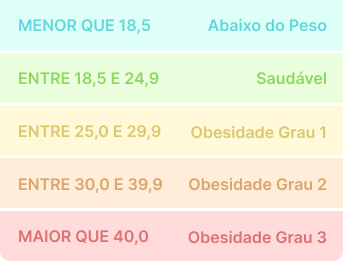 MENOR QUE 18,5 Abaixo do Peso
ENTRE 18,5 E 24,9 Saudável
ENTRE 25,0 E 29,9 Obesidade Grau 1
ENTRE 30,0 E 39,9 Obesidade Grau 2
MAIOR QUE 40,0 Obesidade Grau 3